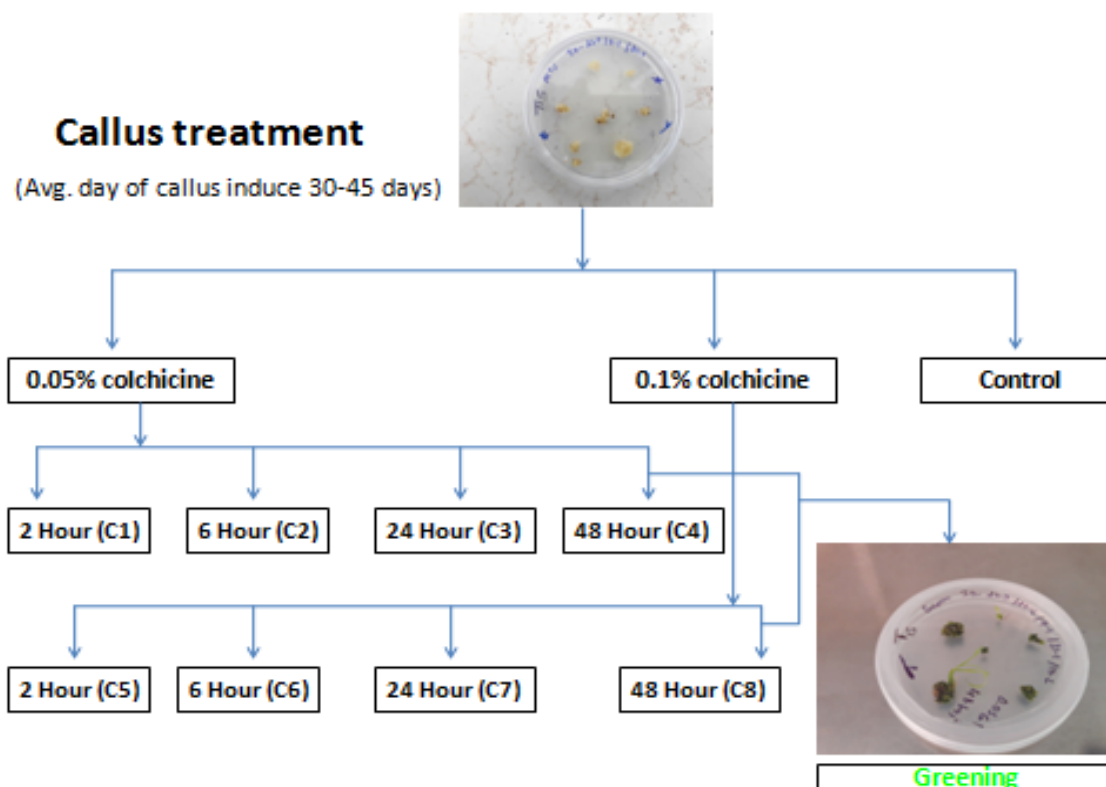 Callus treatment
(Avg. day of callus induce 30-45 days)
0.05% colchicine
0.1% colchicine
Control
2 Hour (C1)
6 Hour (C2)
24 Hour (C3)
48 Hour (C4)
2 Hour (C5)
6 Hour (C6)
24 Hour (C7)
48 Hour (C8)
Greening